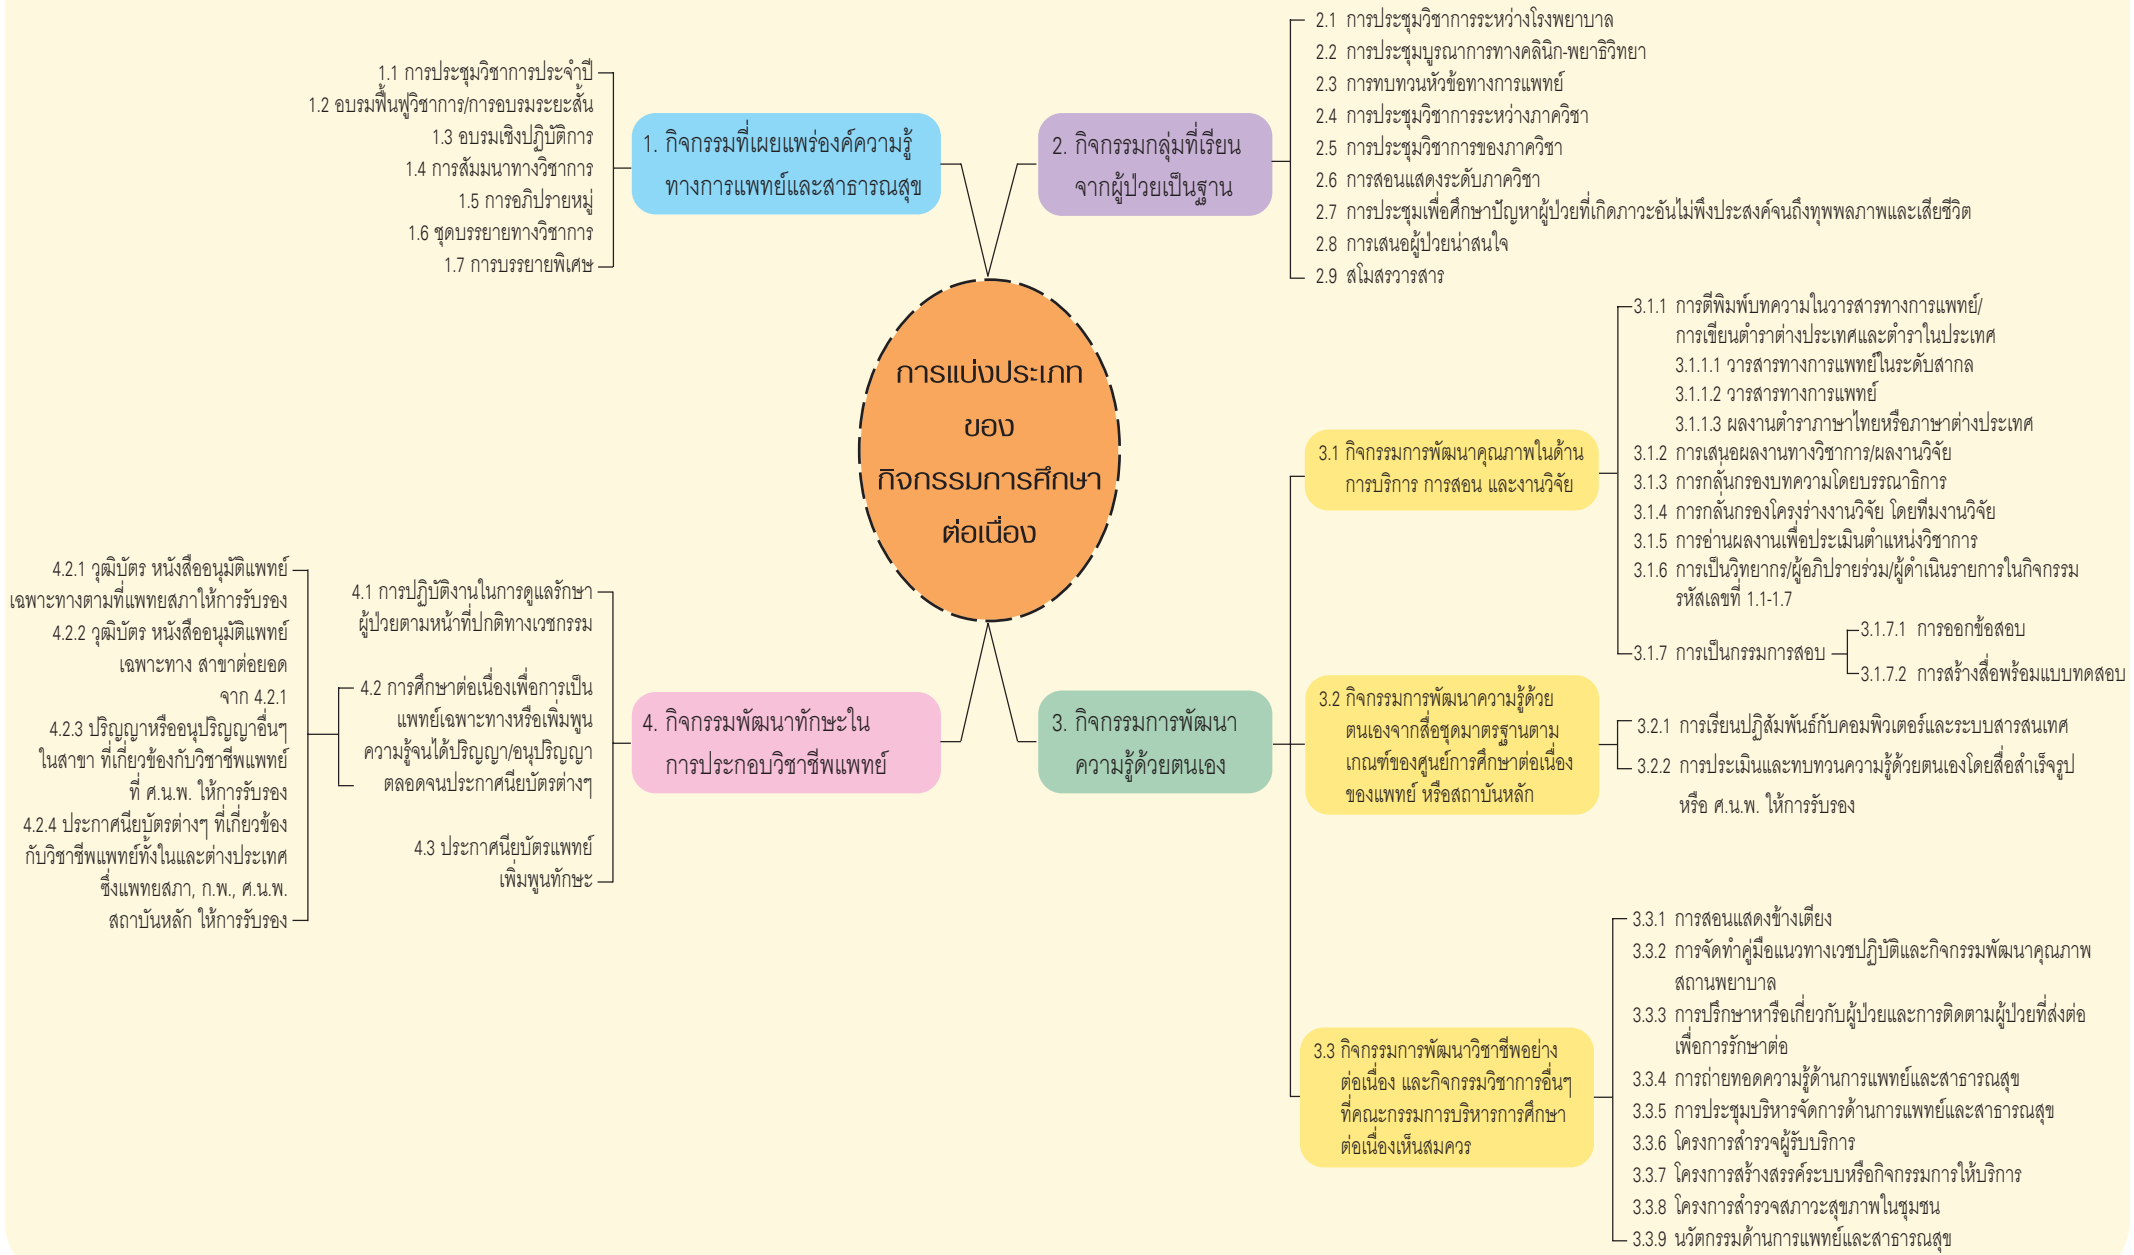 การแบ่งประเภท
ของ
กิจกรรมการศึกษา
ต่อเนื่อง
1. กิจกรรมที่เผยแพร่องค์ความรู้
ทางการแพทย์และสาธารณสุข
1.1 การประชุมวิชาการประจำปี
1.2 อบรมฟื้นฟูวิชาการ/การอบรมระยะสั้น
1.3 อบรมเชิงปฏิบัติการ
1.4 การสัมมนาทางวิชาการ
1.5 การอภิปรายหมู่
1.6 ชุดบรรยายทางวิชาการ
1.7 การบรรยายพิเศษ
2. กิจกรรมกลุ่มที่เรียน
จากผู้ป่วยเป็นฐาน
2.1 การประชุมวิชาการระหว่างโรงพยาบาล
2.2 การประชุมบูรณาการทางคลินิก-พยาธิวิทยา
2.3 การทบทวนหัวข้อทางการแพทย์
2.4 การประชุมวิชาการระหว่างภาควิชา
2.5 การประชุมวิชาการของภาควิชา
2.6 การสอนแสดงระดับภาควิชา
2.7 การประชุมเพื่อศึกษาปัญหาผู้ป่วยที่เกิดภาวะอันไม่พึงประสงค์จนถึงทุพพลภาพและเสียชีวิต
2.8 การเสนอผู้ป่วยน่าสนใจ
2.9 สโมสรวารสาร
3. กิจกรรมการพัฒนา
ความรู้ด้วยตนเอง
3.1 กิจกรรมการพัฒนาคุณภาพในด้าน
การบริการ การสอน และงานวิจัย
3.1.1 การตีพิมพ์บทความในวารสารทางการแพทย์/
การเขียนตำราต่างประเทศและตำราในประเทศ
3.1.1.1 วารสารทางการแพทย์ในระดับสากล
3.1.1.2 วารสารทางการแพทย์
3.1.1.3 ผลงานตำราภาษาไทยหรือภาษาต่างประเทศ
3.1.2 การเสนอผลงานทางวิชาการ/ผลงานวิจัย
3.1.3 การกลั่นกรองบทความโดยบรรณาธิการ
3.1.4 การกลั่นกรองโครงร่างงานวิจัย โดยทีมงานวิจัย
3.1.5 การอ่านผลงานเพื่อประเมินตำแหน่งวิชาการ
3.1.6 การเป็นวิทยากร/ผู้อภิปรายร่วม/ผู้ดำเนินรายการในกิจกรรม
รหัสเลขที่ 1.1-1.7
3.1.7 การเป็นกรรมการสอบ
3.1.7.1 การออกข้อสอบ
3.1.7.2 การสร้างสื่อพร้อมแบบทดสอบ
3.2 กิจกรรมการพัฒนาความรู้ด้วย
ตนเองจากสื่อชุดมาตรฐานตาม
เกณฑ์ของศูนย์การศึกษาต่อเนื่อง
ของแพทย์ หรือสถาบันหลัก
3.2.1 การเรียนปฏิสัมพันธ์กับคอมพิวเตอร์และระบบสารสนเทศ
3.2.2 การประเมินและทบทวนความรู้ด้วยตนเองโดยสื่อสำเร็จรูป
หรือ ศ.น.พ. ให้การรับรอง
3.3 กิจกรรมการพัฒนาวิชาชีพอย่าง
ต่อเนื่อง และกิจกรรมวิชาการอื่นๆ
ที่คณะกรรมการบริหารการศึกษา
ต่อเนื่องเห็นสมควร
3.3.1 การสอนแสดงข้างเตียง
3.3.2 การจัดทำคู่มือแนวทางเวชปฏิบัติและกิจกรรมพัฒนาคุณภาพ
สถานพยาบาล
3.3.3 การปรึกษาหารือเกี่ยวกับผู้ป่วยและการติดตามผู้ป่วยที่ส่งต่อ
เพื่อการรักษาต่อ
3.3.4 การถ่ายทอดความรู้ด้านการแพทย์และสาธารณสุข
3.3.5 การประชุมบริหารจัดการด้านการแพทย์และสาธารณสุข
3.3.6 โครงการสำรวจผู้รับบริการ
3.3.7 โครงการสร้างสรรค์ระบบหรือกิจกรรมการให้บริการ
3.3.8 โครงการสำรวจสภาวะสุขภาพในชุมชน
3.3.9 นวัตกรรมด้านการแพทย์และสาธารณสุข
4. กิจกรรมพัฒนาทักษะใน
การประกอบวิชาชีพแพทย์
4.1 การปฏิบัติงานในการดูแลรักษา
ผู้ป่วยตามหน้าที่ปกติทางเวชกรรม
4.2 การศึกษาต่อเนื่องเพื่อการเป็น
แพทย์เฉพาะทางหรือเพิ่มพูน
ความรู้จนได้ปริญญา/อนุปริญญา
ตลอดจนประกาศนียบัตรต่างๆ
4.3 ประกาศนียบัตรแพทย์
เพิ่มพูนทักษะ
4.2.1 วุฒิบัตร หนังสืออนุมัติแพทย์
เฉพาะทางตามที่แพทยสภาให้การรับรอง
4.2.2 วุฒิบัตร หนังสืออนุมัติแพทย์
เฉพาะทาง สาขาต่อยอด
จาก 4.2.1
4.2.3 ปริญญาหรืออนุปริญญาอื่นๆ
ในสาขา ที่เกี่ยวข้องกับวิชาชีพแพทย์
ที่ ศ.น.พ. ให้การรับรอง
4.2.4 ประกาศนียบัตรต่างๆ ที่เกี่ยวข้อง
กับวิชาชีพแพทย์ทั้งในและต่างประเทศ
ซึ่งแพทยสภา, ก.พ., ศ.น.พ.
สถาบันหลัก ให้การรับรอง